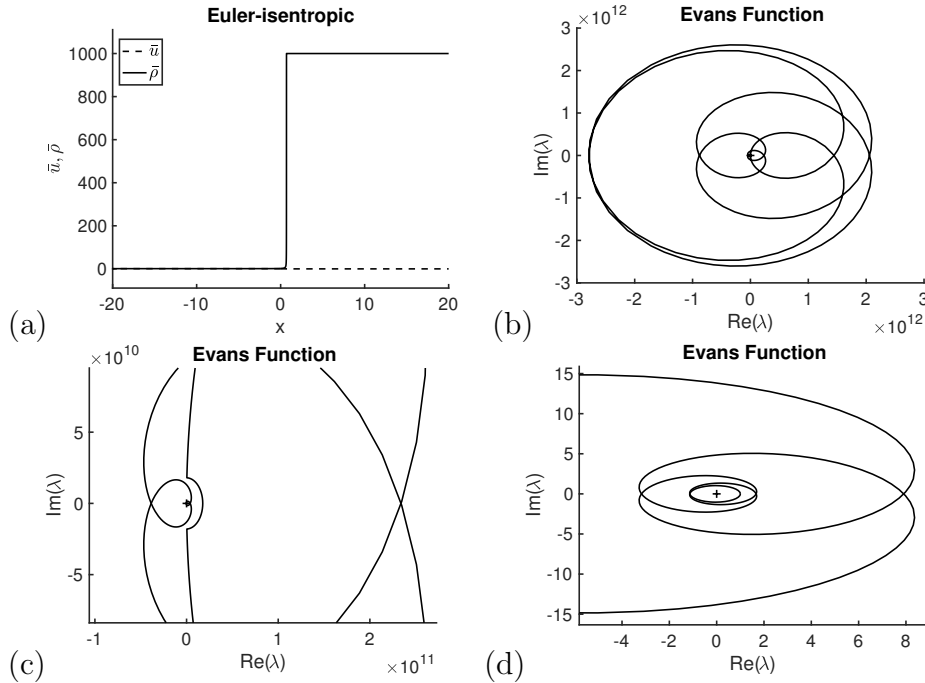 Euler-isentropic
ū
ρ̄
1000
800
600
400
200
0
ū, ρ̄
-20
-10
0
10
20
x
(a)
×10¹²
Evans Function
3
2
1
0
-1
-2
-3
Im(λ)
-3
-2
-1
0
1
2
3
Re(λ)
×10¹²
(b)
×10¹⁰
Evans Function
5
0
-5
Im(λ)
-1
0
1
2
Re(λ)
×10¹¹
(c)
Evans Function
15
10
5
0
-5
-10
-15
Im(λ)
-4
-2
0
2
4
6
8
Re(λ)
(d)